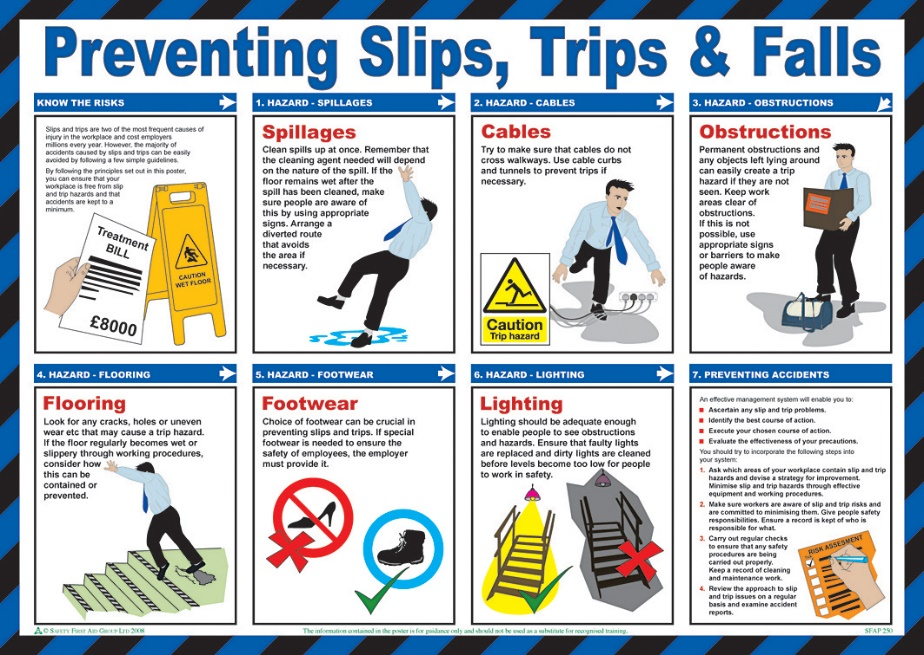 Preventing Slips, Trips & Falls
KNOW THE RISKS
Slips and trips are two of the most frequent causes of
injury in the workplace and cost employers
millions every year. However, the majority of
accidents caused by slips and trips can be easily
avoided by following a few simple guidelines.
By following the principles set out in this poster,
you can ensure that your
workplace is free from slip
and trip hazards and that
accidents are kept to a
minimum.
Treatment
BILL
£8000
CAUTION
WET FLOOR
1. HAZARD - SPILLAGES
Spillages
Clean spills up at once. Remember that
the cleaning agent needed will depend
on the nature of the spill. If the
floor remains wet after the
spill has been cleaned, make
sure people are aware of
this by using appropriate
signs. Arrange a
diverted route
that avoids
the area if
necessary.
2. HAZARD - CABLES
Cables
Try to make sure that cables do not
cross walkways. Use cable curbs
and tunnels to prevent trips if
necessary.
Caution
Trip hazard
3. HAZARD - OBSTRUCTIONS
Obstructions
Permanent obstructions and
any objects left lying around
can easily create a trip
hazard if they are not
seen. Keep work
areas clear of
obstructions.
If this is not
possible, use
appropriate signs
or barriers to make
people aware
of hazards.
4. HAZARD - FLOORING
Flooring
Look for any cracks, holes or uneven
wear etc that may cause a trip hazard.
If the floor regularly becomes wet or
slippery through working procedures,
consider how
this can be
contained or
prevented.
5. HAZARD - FOOTWEAR
Footwear
Choice of footwear can be crucial in
preventing slips and trips. If special
footwear is needed to ensure the
safety of employees, the employer
must provide it.
6. HAZARD - LIGHTING
Lighting
Lighting should be adequate enough
to enable people to see obstructions
and hazards. Ensure that faulty lights
are replaced and dirty lights are cleaned
before levels become too low for people
to work in safety.
7. PREVENTING ACCIDENTS
An effective management system will enable you to:
Ascertain any slip and trip problems.
Identify the best course of action.
Execute your chosen course of action.
Evaluate the effectiveness of your precautions.
You should try to incorporate the following steps into
your system:
1. Ask which areas of your workplace contain slip and trip
hazards and devise a strategy for improvement.
Minimise slip and trip hazards through effective
equipment and working procedures.
2. Make sure workers are aware of slip and trip risks and
are committed to minimising them. Give people safety
responsibilities. Ensure a record is kept of who is
responsible for what.
3. Carry out regular checks
to ensure that any safety
procedures are being
carried out properly.
Keep a record of cleaning
and maintenance work.
4. Review the approach to slip
and trip issues on a regular
basis and examine accident
reports.
RISK ASSESMENT
© SAFETY FIRST AID GROUP LTD 2008
The information contained in the poster is for guidance only and should not be used as a substitute for recognised training.
SFAP 250